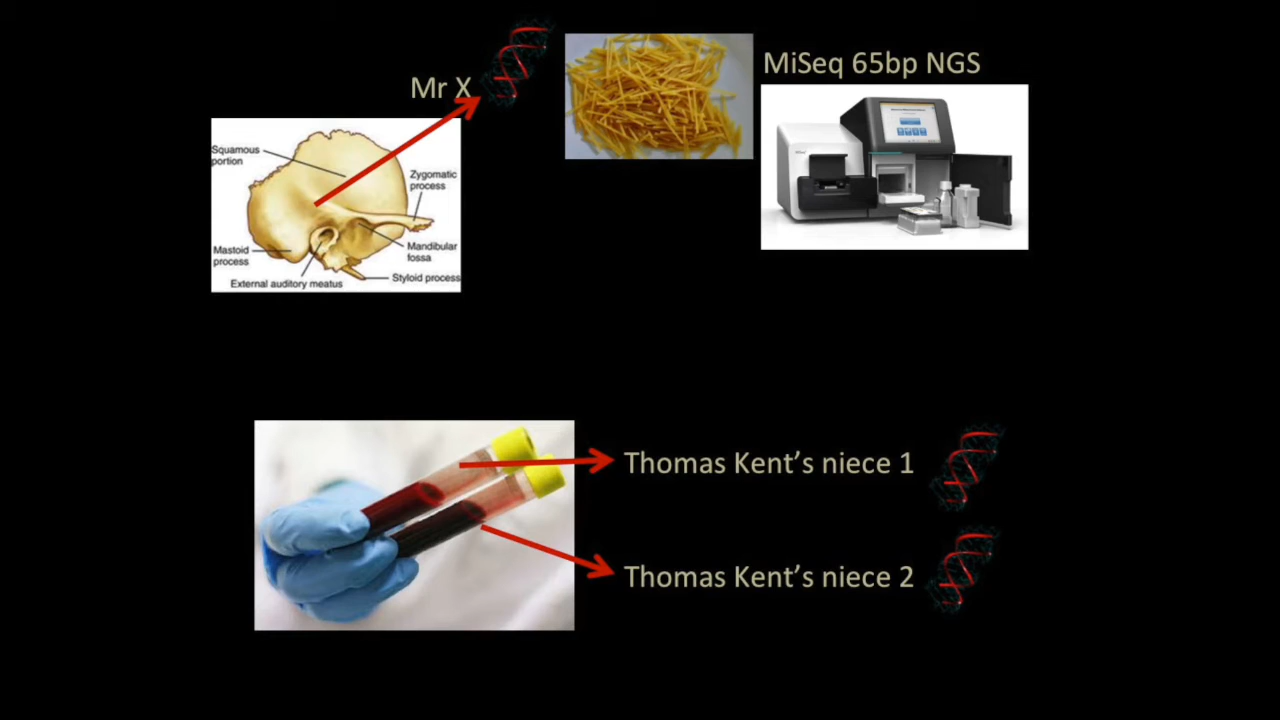 Mr X
MiSeq 65bp NGS
Squamous
portion
Zygomatic
process
Mastoid
process
Mandibular
fossa
External auditory meatus
Styloid process
Thomas Kent’s niece 1
Thomas Kent’s niece 2